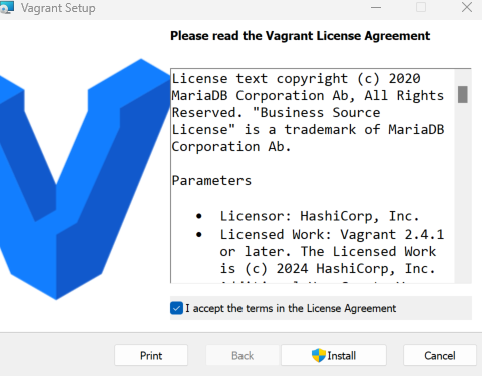 Vagrant Setup
Please read the Vagrant License Agreement
License text copyright (c) 2020
MariaDB Corporation Ab, All Rights
Reserved. "Business Source
License" is a trademark of MariaDB
Corporation Ab.
Parameters
• Licensor: HashiCorp, Inc.
• Licensed Work: Vagrant 2.4.1
or later. The Licensed Work
is (c) 2024 HashiCorp, Inc.
I accept the terms in the License Agreement
Print
Back
Install
Cancel